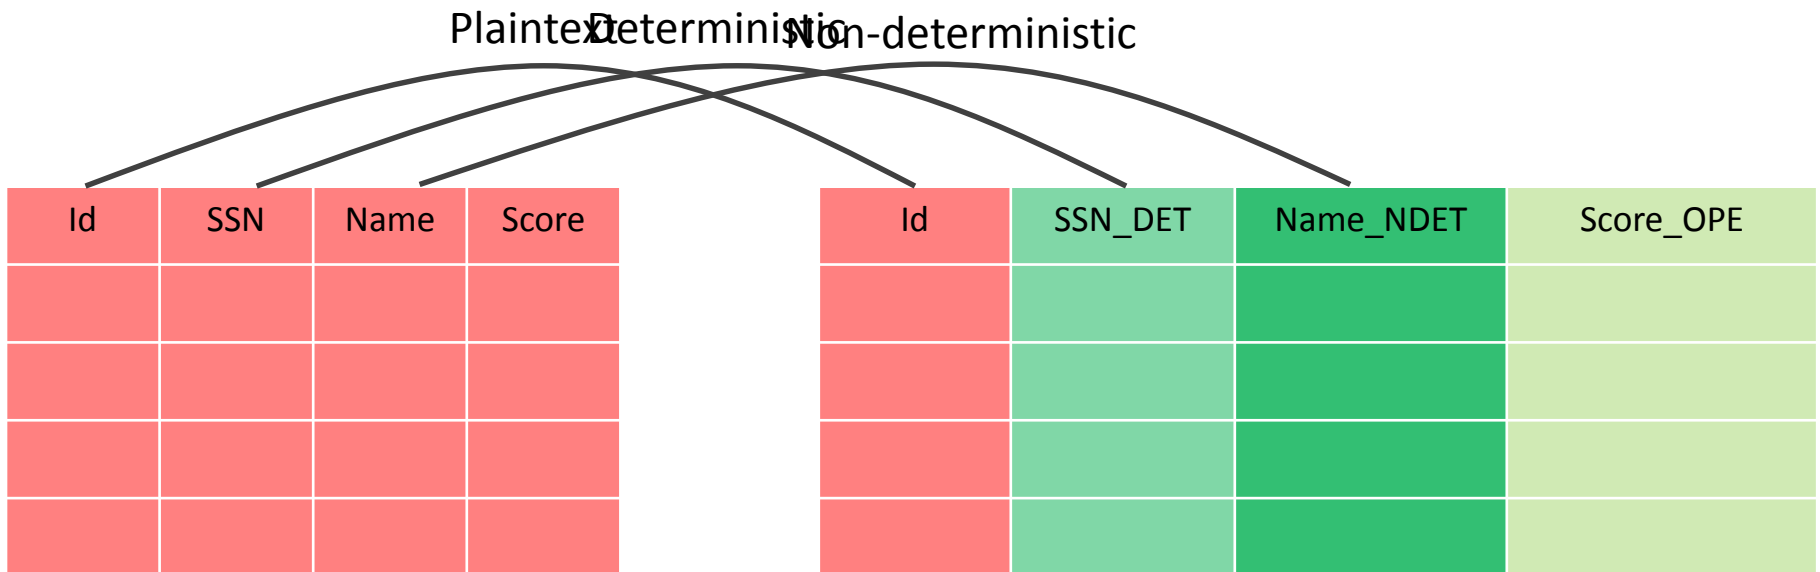 Plaintext Deterministic Non-deterministic
Id SSN Name Score Id SSN_DET Name_NDET Score_OPE